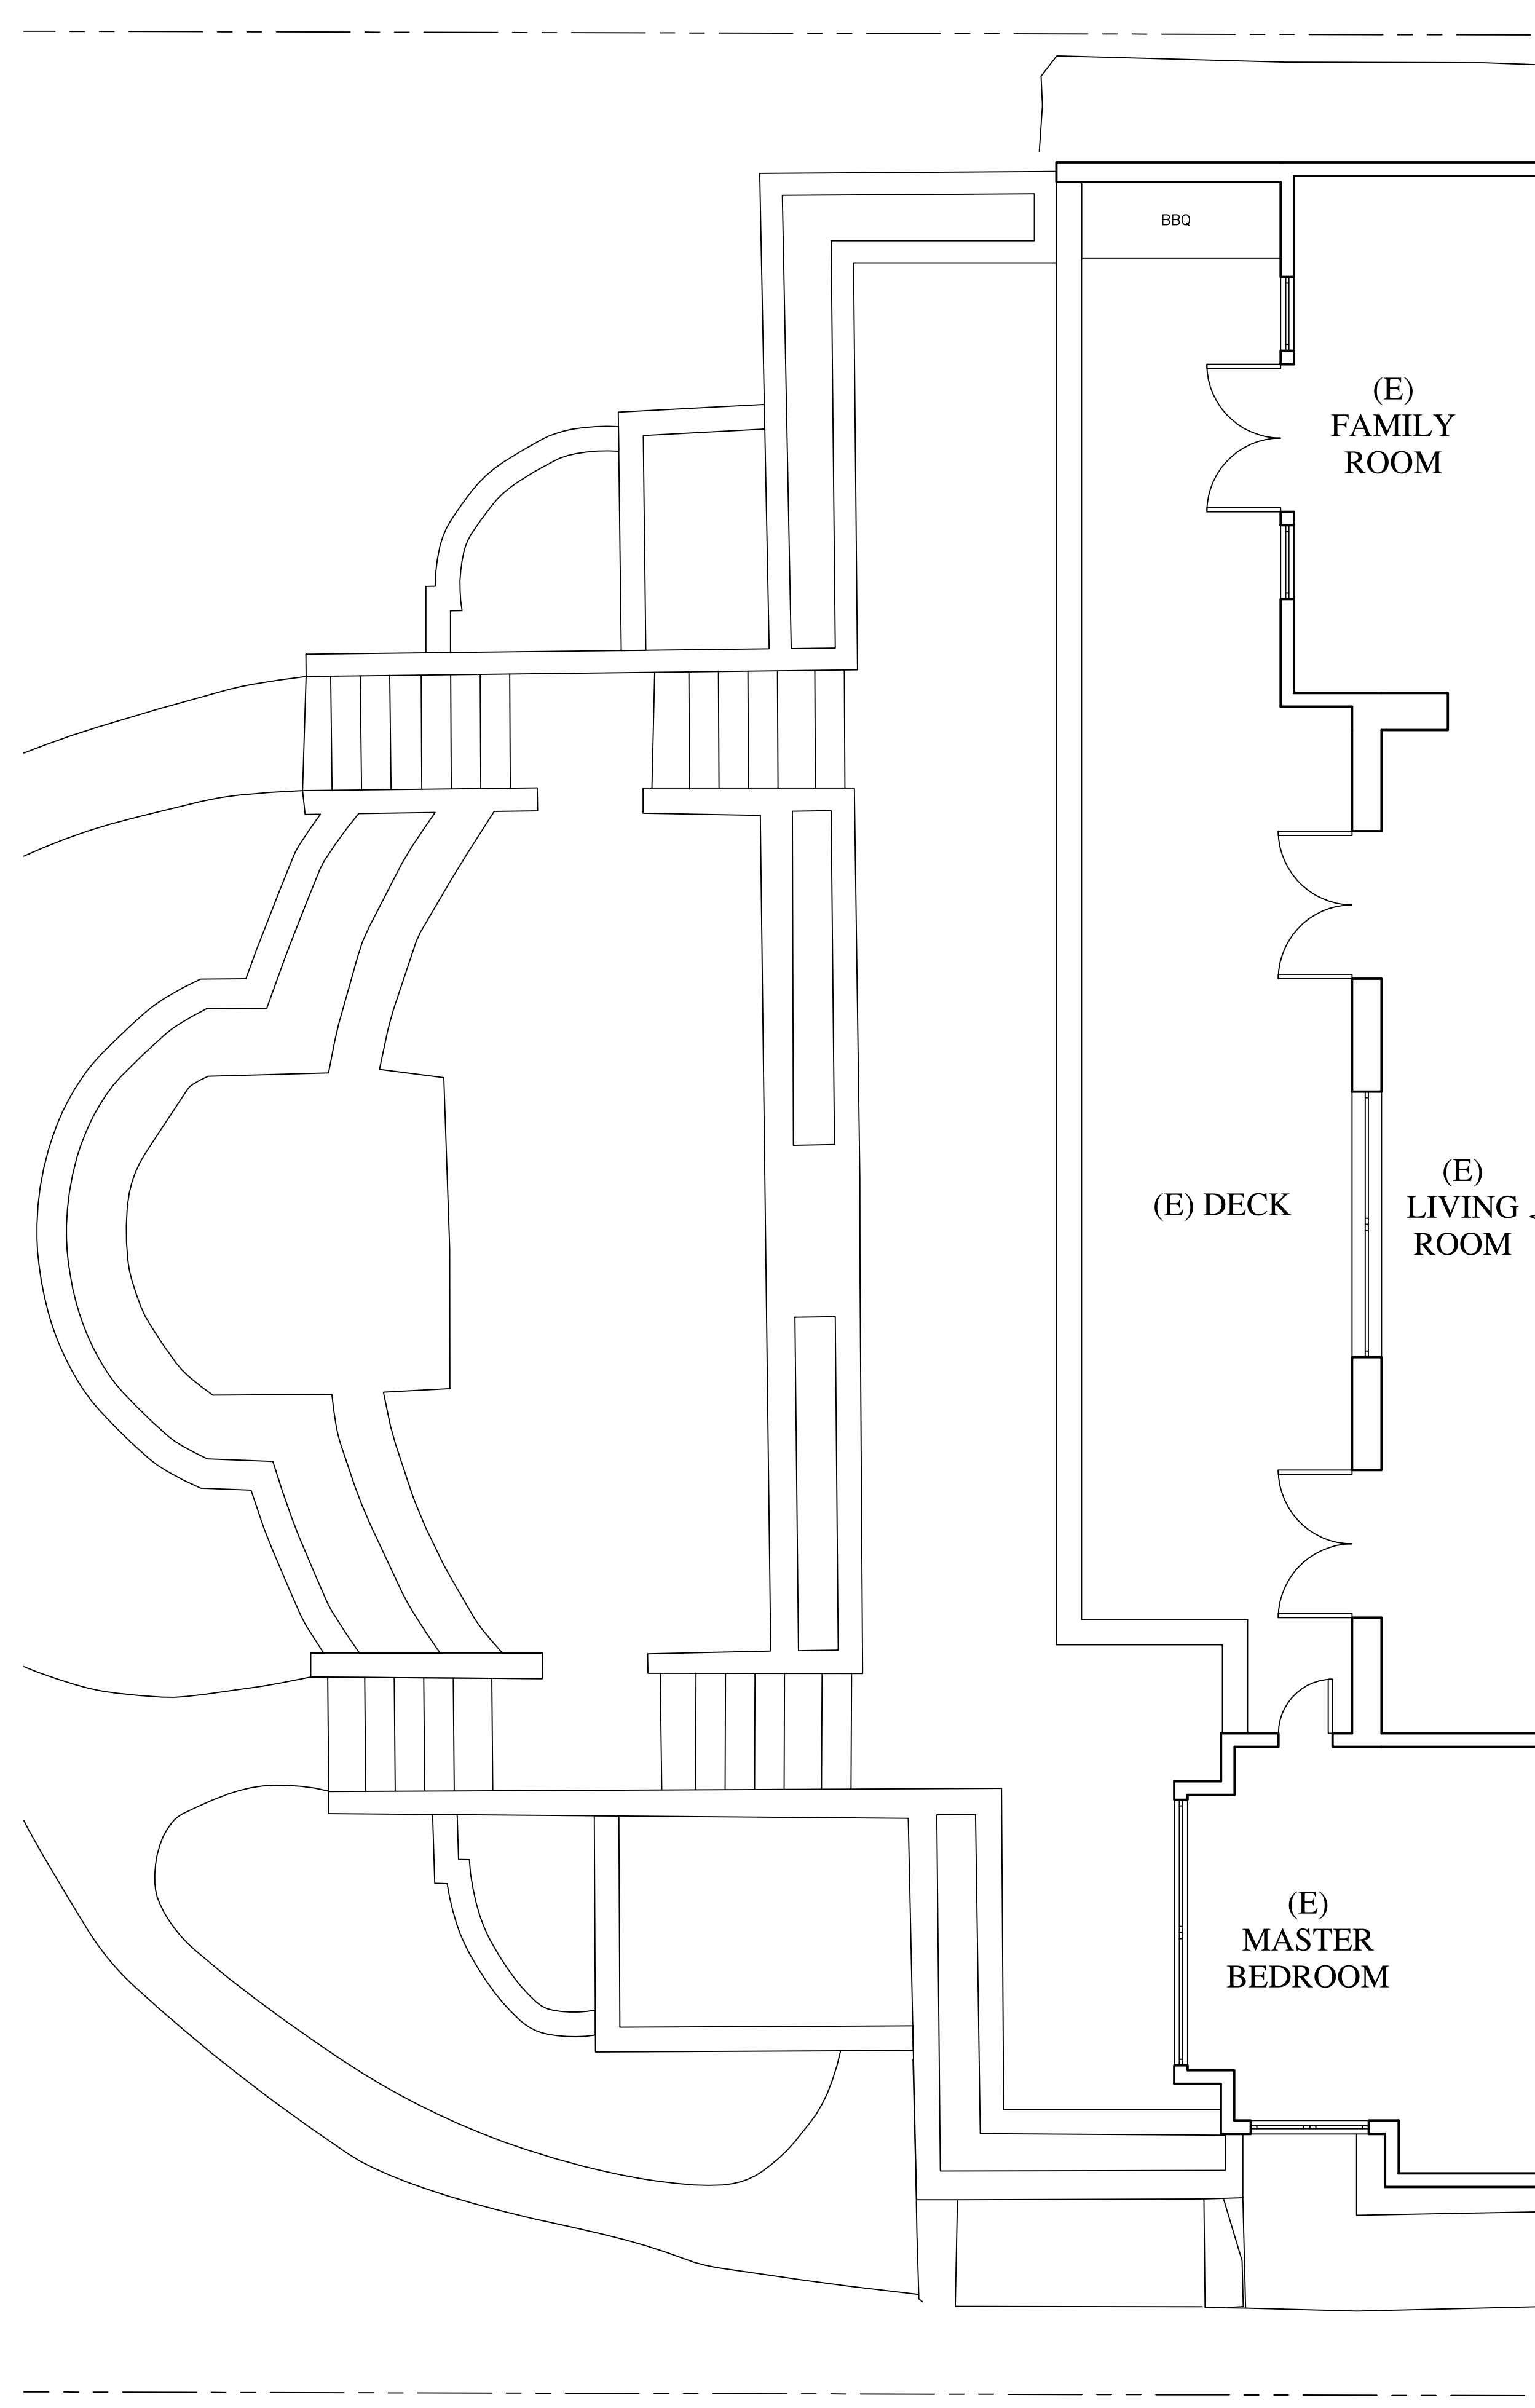 BBQ
(E)
FAMILY
ROOM
(E) DECK
(E)
LIVING
ROOM
(E)
MASTER
BEDROOM